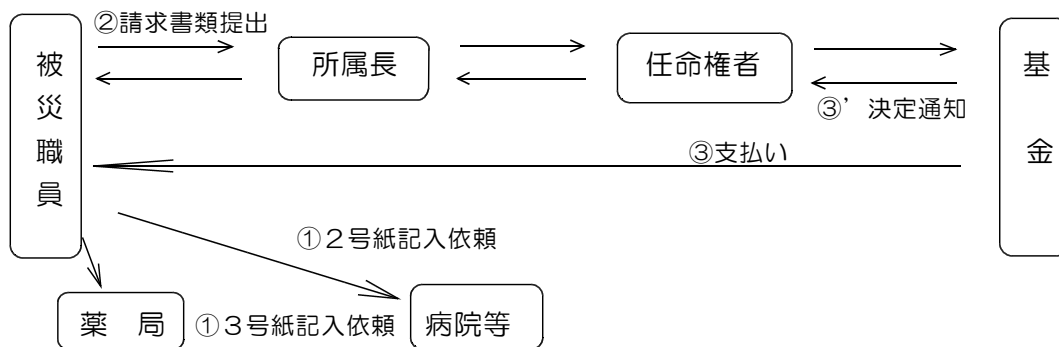 ②請求書類提出
被災職員
所属長
任命権者
基金
③’決定通知
③支払い
①２号紙記入依頼
薬　局
①３号紙記入依頼
病院等